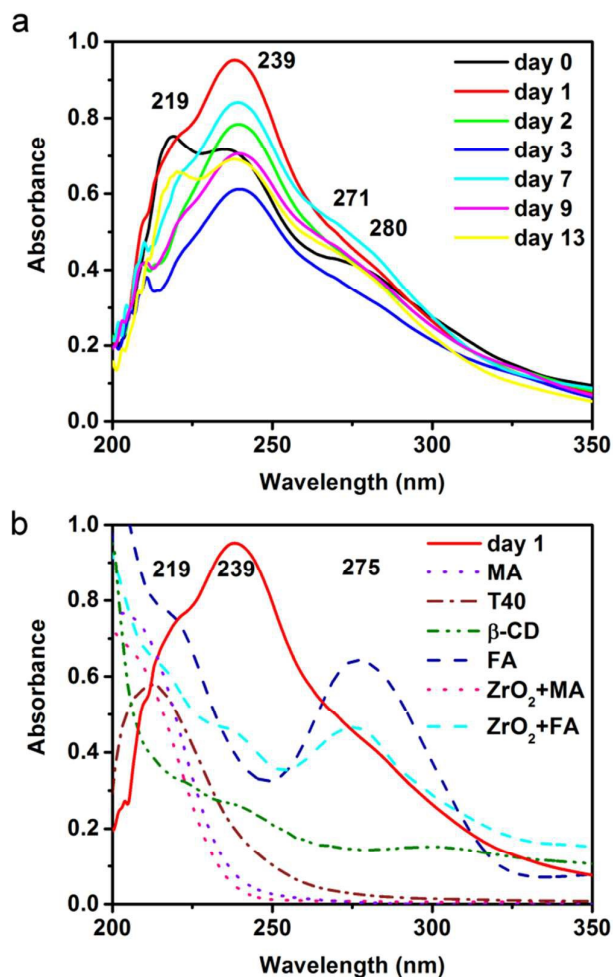 a
1.0
0.8
0.6
0.4
0.2
0.0
Absorbance
219
239
271
280
day 0
day 1
day 2
day 3
day 7
day 9
day 13
200
250
300
350
Wavelength (nm)
b
1.0
0.8
0.6
0.4
0.2
0.0
Absorbance
219
239
275
day 1
MA
T40
β-CD
FA
ZrO₂+MA
ZrO₂+FA
200
250
300
350
Wavelength (nm)